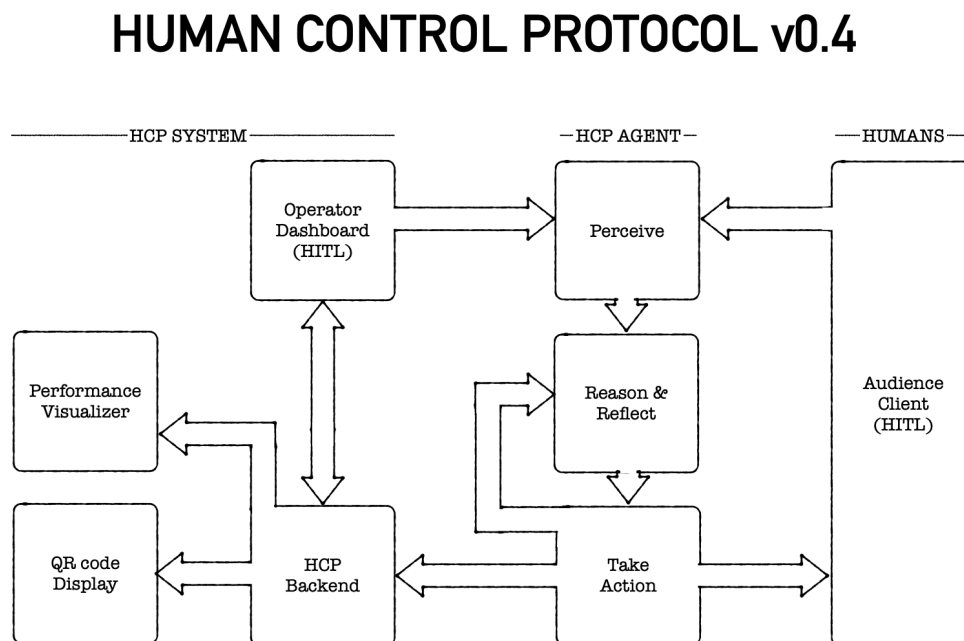 HUMAN CONTROL PROTOCOL v0.4
HCP SYSTEM
HCP AGENT
HUMANS
Operator
Dashboard
(HITL)
Perceive
Performance
Visualizer
Reason &
Reflect
Audience
Client
(HITL)
QR code
Display
HCP
Backend
Take
Action